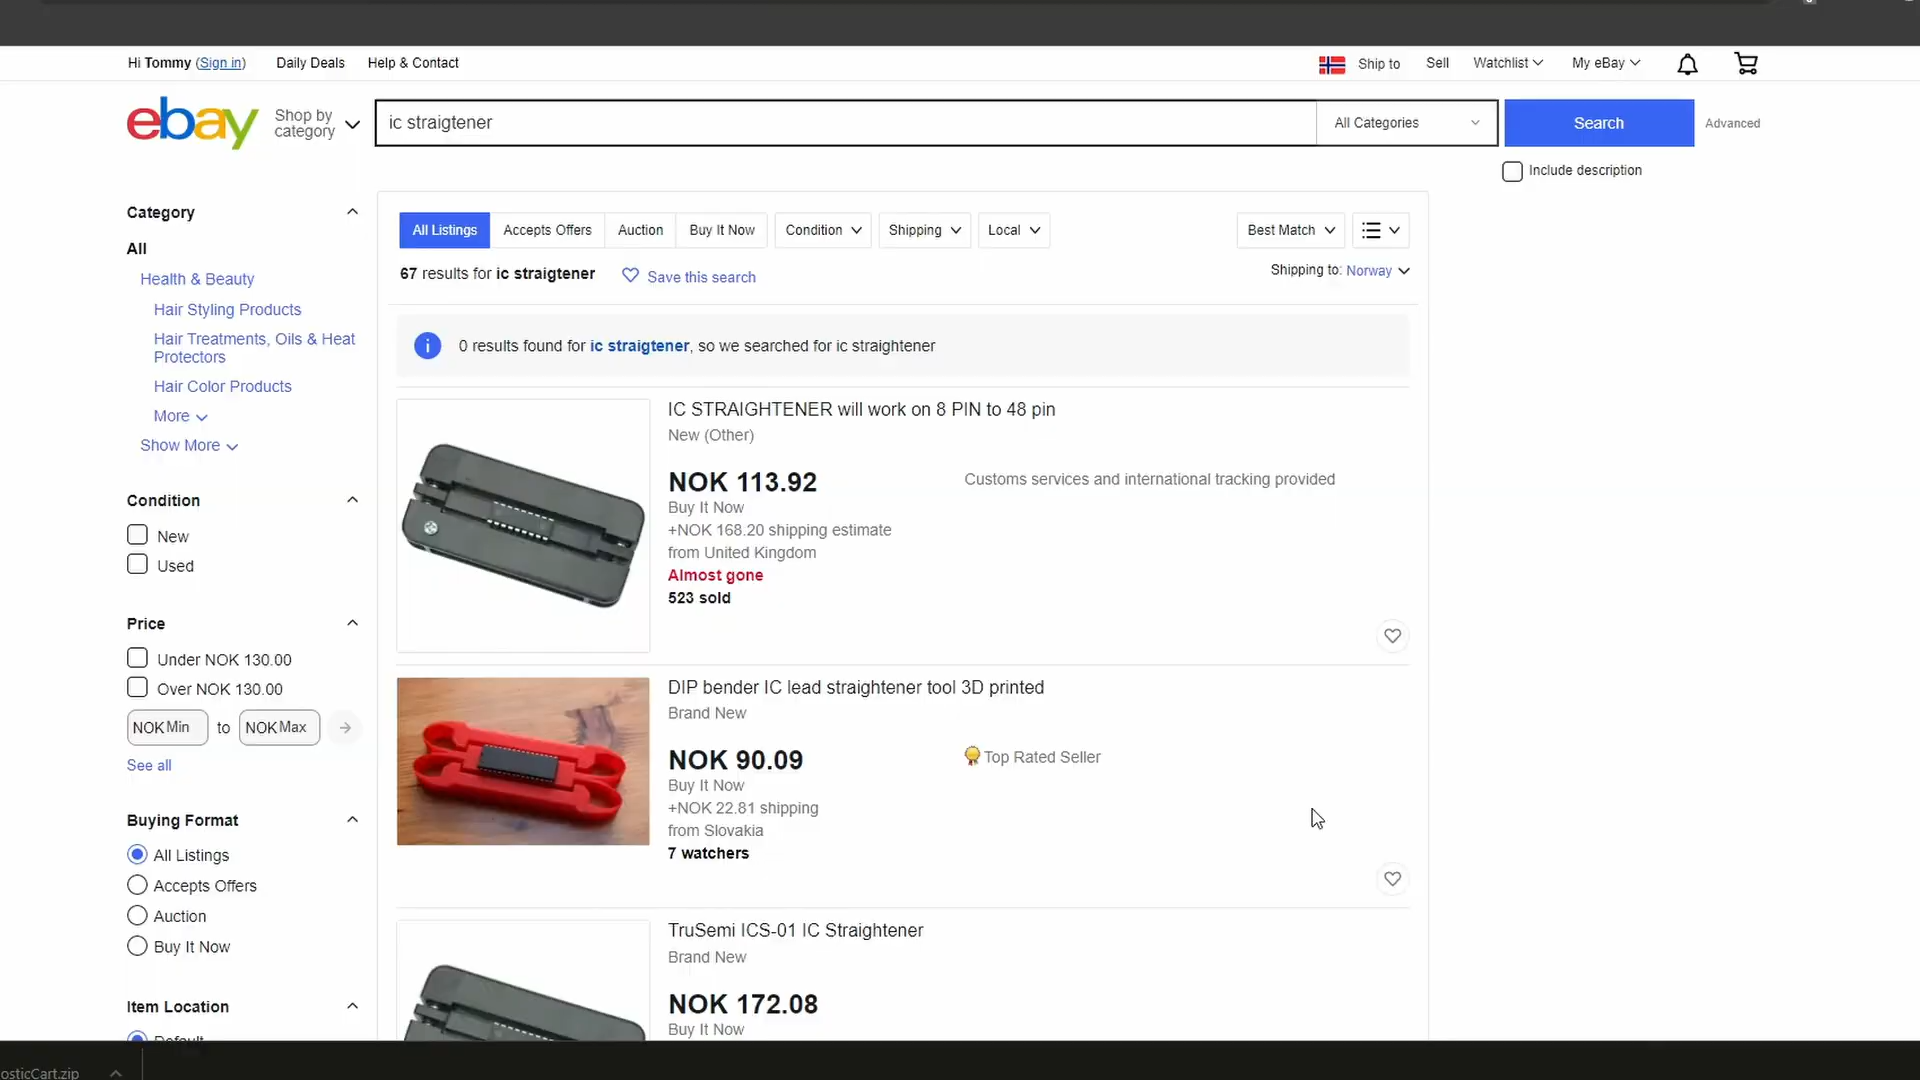 Hi Tommy (Sign in)
Daily Deals
Help & Contact
Ship to
Sell
Watchlist
My eBay
ebay
Shop by
category
ic straigtener
All Categories
Search
Advanced
Include description
Category
All
Health & Beauty
Hair Styling Products
Hair Treatments, Oils & Heat
Protectors
Hair Color Products
More
Show More
Condition
New
Used
Price
Under NOK 130.00
Over NOK 130.00
NOK Min
to
NOK Max
See all
Buying Format
All Listings
Accepts Offers
Auction
Buy It Now
Item Location
Default
All Listings
Accepts Offers
Auction
Buy It Now
Condition
Shipping
Local
Best Match
67 results for ic straigtener
Save this search
Shipping to: Norway
0 results found for ic straigtener, so we searched for ic straightener
IC STRAIGHTENER will work on 8 PIN to 48 pin
New (Other)
NOK 113.92
Customs services and international tracking provided
Buy It Now
+NOK 168.20 shipping estimate
from United Kingdom
Almost gone
523 sold
DIP bender IC lead straightener tool 3D printed
Brand New
NOK 90.09
Top Rated Seller
Buy It Now
+NOK 22.81 shipping
from Slovakia
7 watchers
TruSemi ICS-01 IC Straightener
Brand New
NOK 172.08
Buy It Now
osticCart.zip